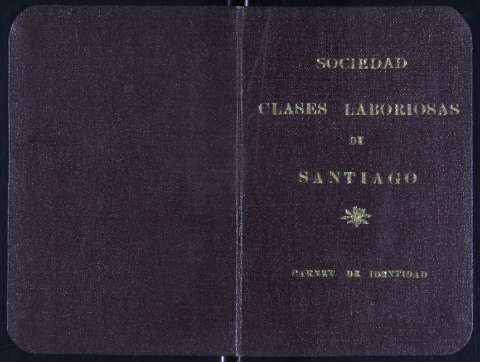 SOCIEDAD
CLASES LABORIOSAS
DE
SANTIAGO
CARNET DE IDENTIDAD